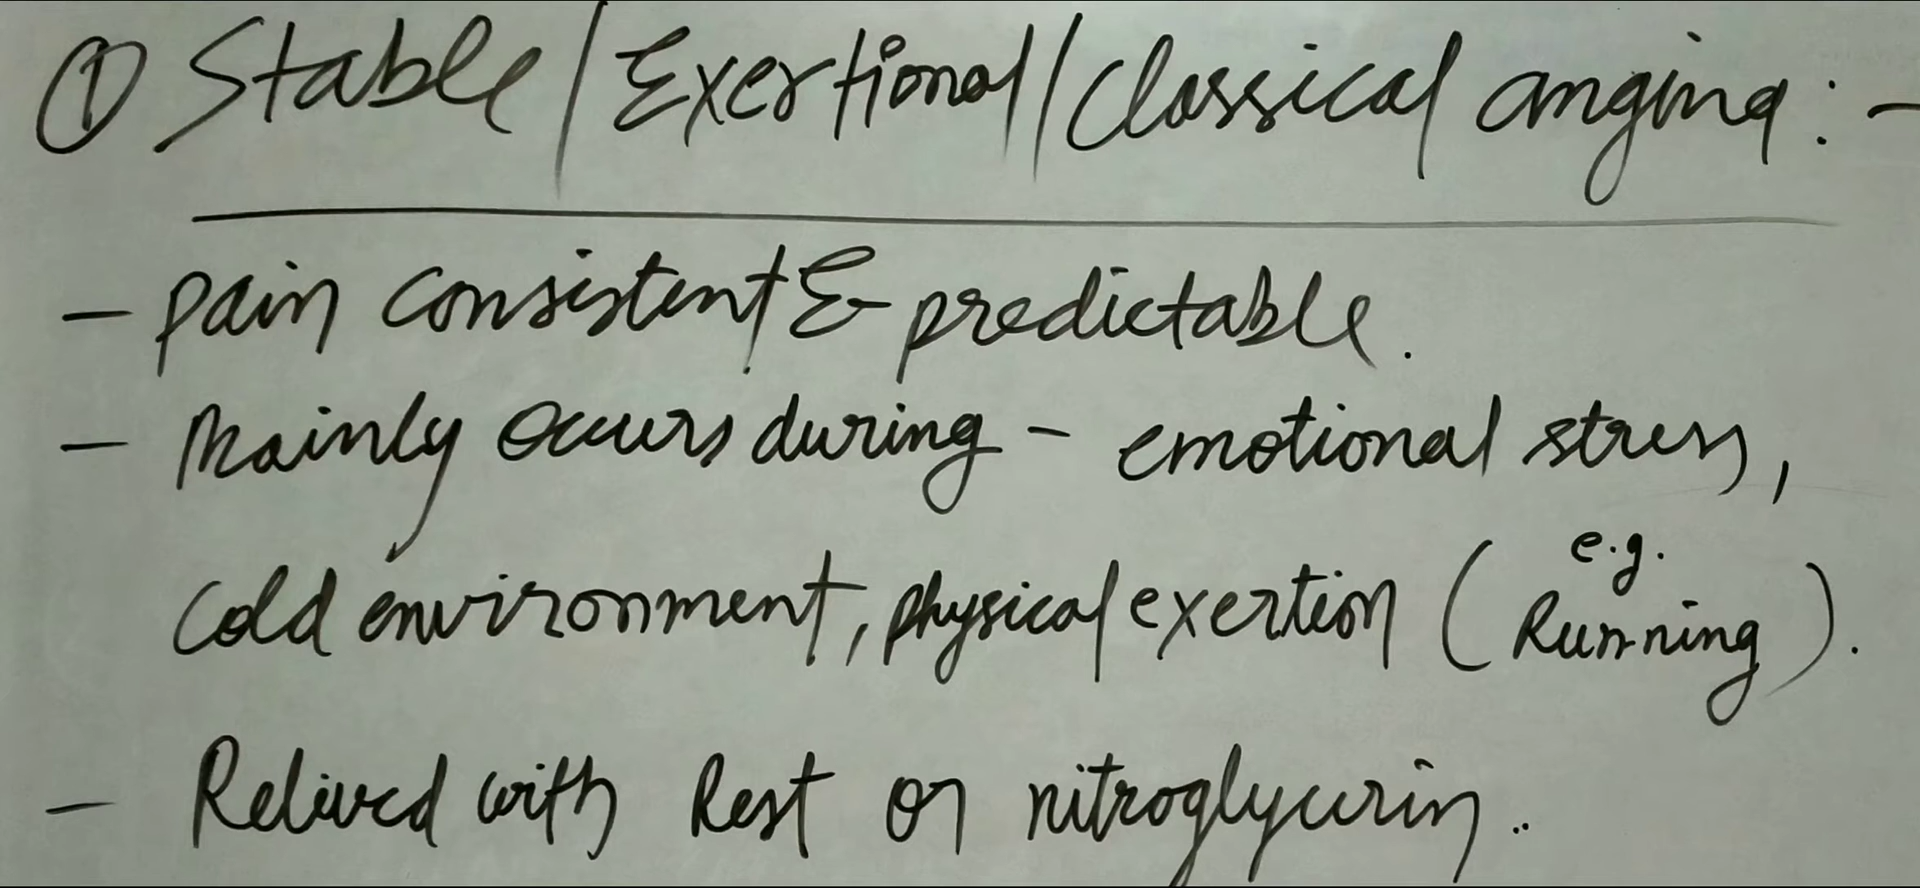 ① Stable/Exertional/Classical angina:-
- pain consistent & predictable.
- Mainly occurs during - emotional stress,
cold environment, physical exertion (e.g. Running).
- Relived with Rest or nitroglycerin..